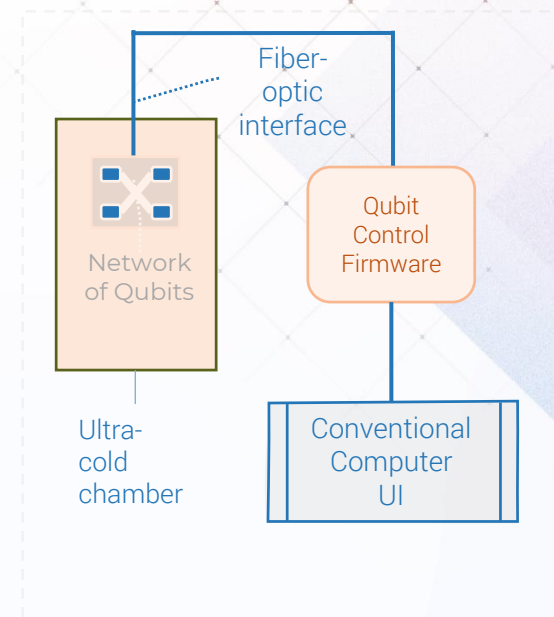 Fiber-
optic
interface
Qubit
Control
Firmware
Network
of Qubits
Ultra-
cold
chamber
Conventional
Computer
UI